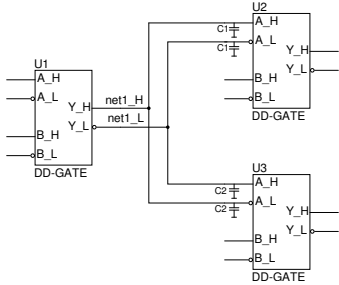 U1
A_H
A_L
Y_H
Y_L
B_H
B_L
DD-GATE
net1_H
net1_L
U2
C1
C1
A_H
A_L
Y_H
Y_L
B_H
B_L
DD-GATE
U3
C2
C2
A_H
A_L
Y_H
Y_L
B_H
B_L
DD-GATE